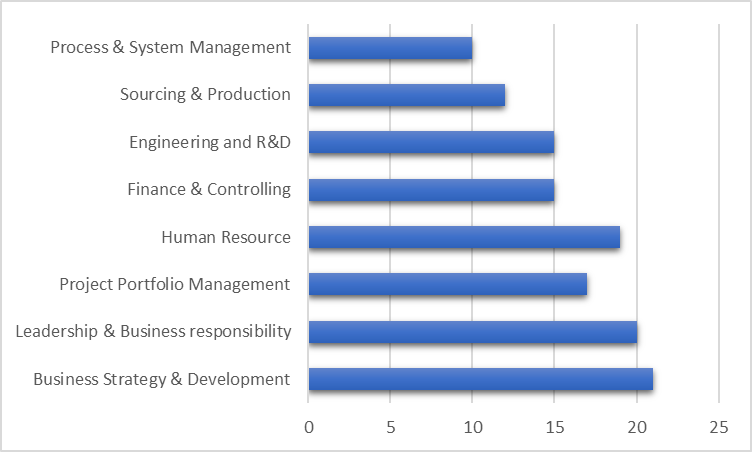 Process & System Management
Sourcing & Production
Engineering and R&D
Finance & Controlling
Human Resource
Project Portfolio Management
Leadership & Business responsibility
Business Strategy & Development
0 5 10 15 20 25